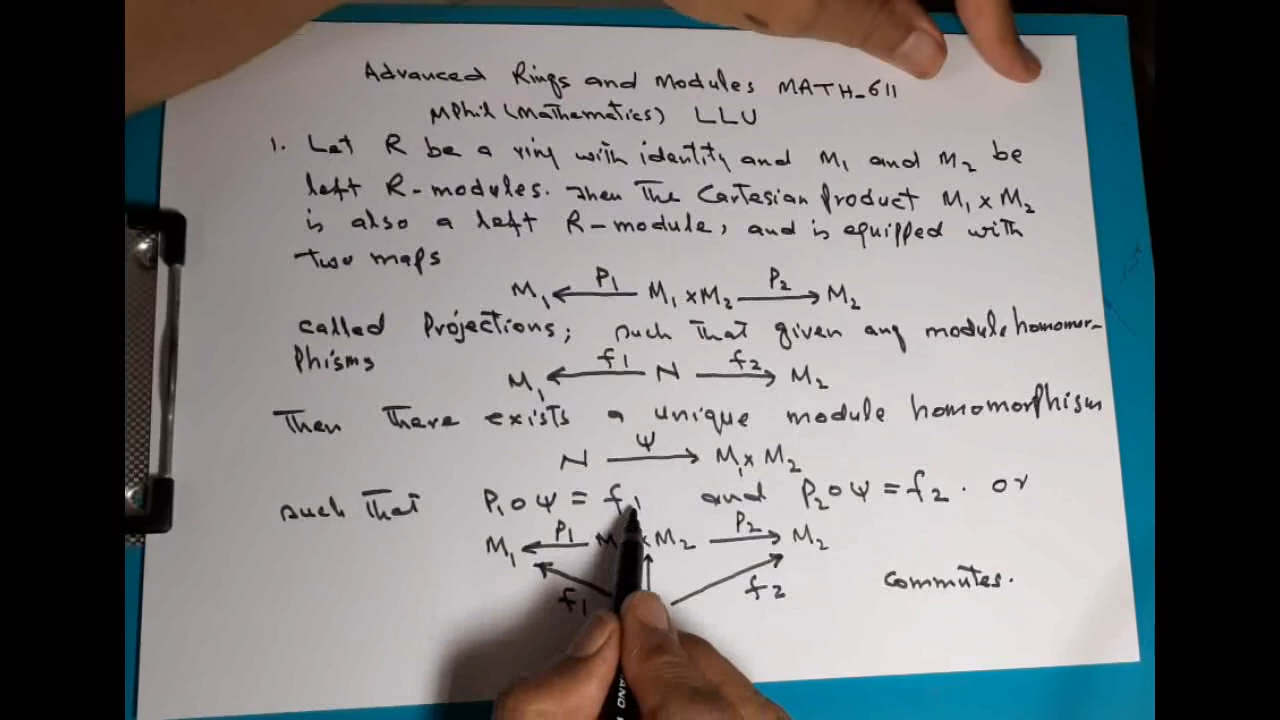 Advanced Rings and Modules MATH-611
MPhil (Mathematics) LLU
1. Let R be a ring with identity and M₁ and M₂ be
left R-modules. Then The Cartesian Product M₁ × M₂
is also a left R-module, and is equipped with
two maps
M₁ ←P₁— M₁ × M₂ —P₂→ M₂
called Projections; such that given any module homomor-
phisms
M₁ ←f₁— N —f₂→ M₂
Then There exists a unique module homomorphism
N —ψ→ M₁ × M₂
such That P₁ o ψ = f₁ and P₂ o ψ = f₂. or
M₁ ←P₁— M × M₂ —P₂→ M₂
f₁ f₂ commutes.